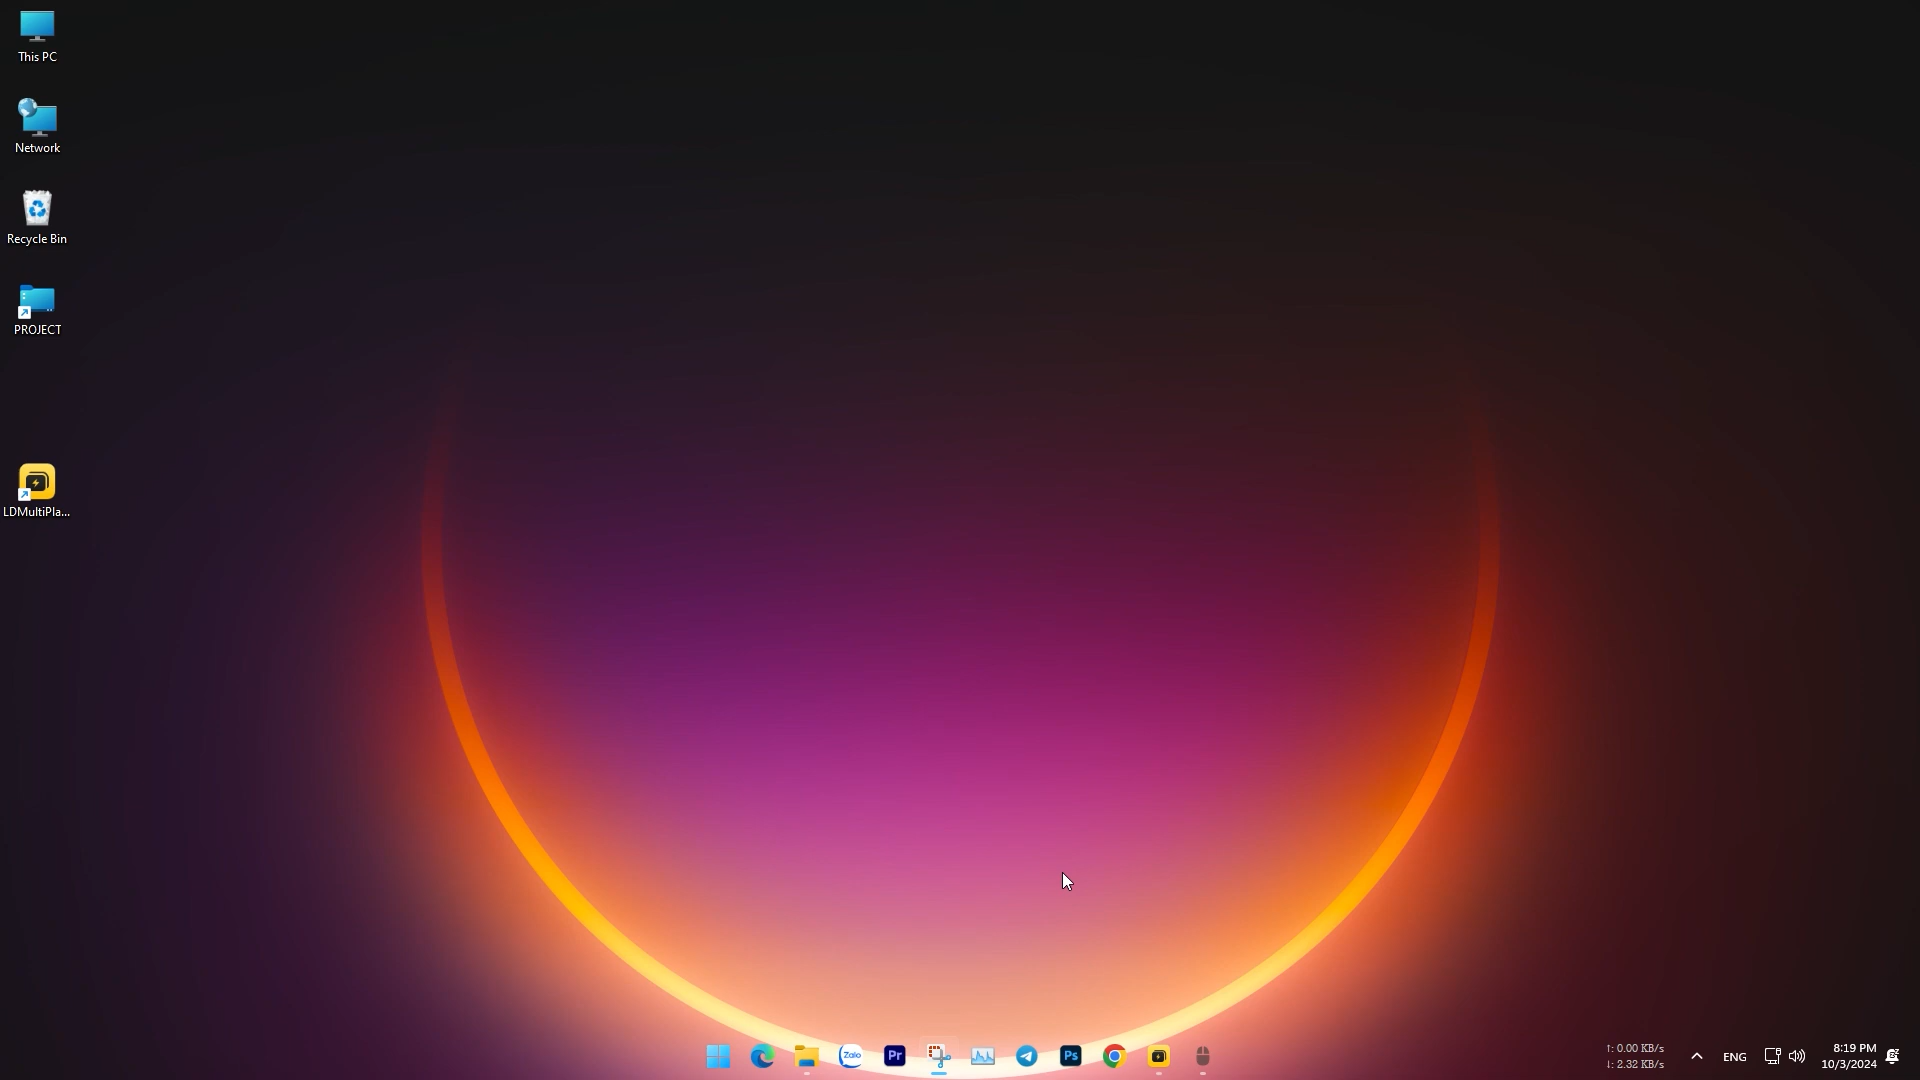 This PC
Network
Recycle Bin
PROJECT
LDMultiPla...
Zalo
Pr
Ps
↑: 0.00 KB/s
↓: 2.32 KB/s
ENG
8:19 PM
10/3/2024